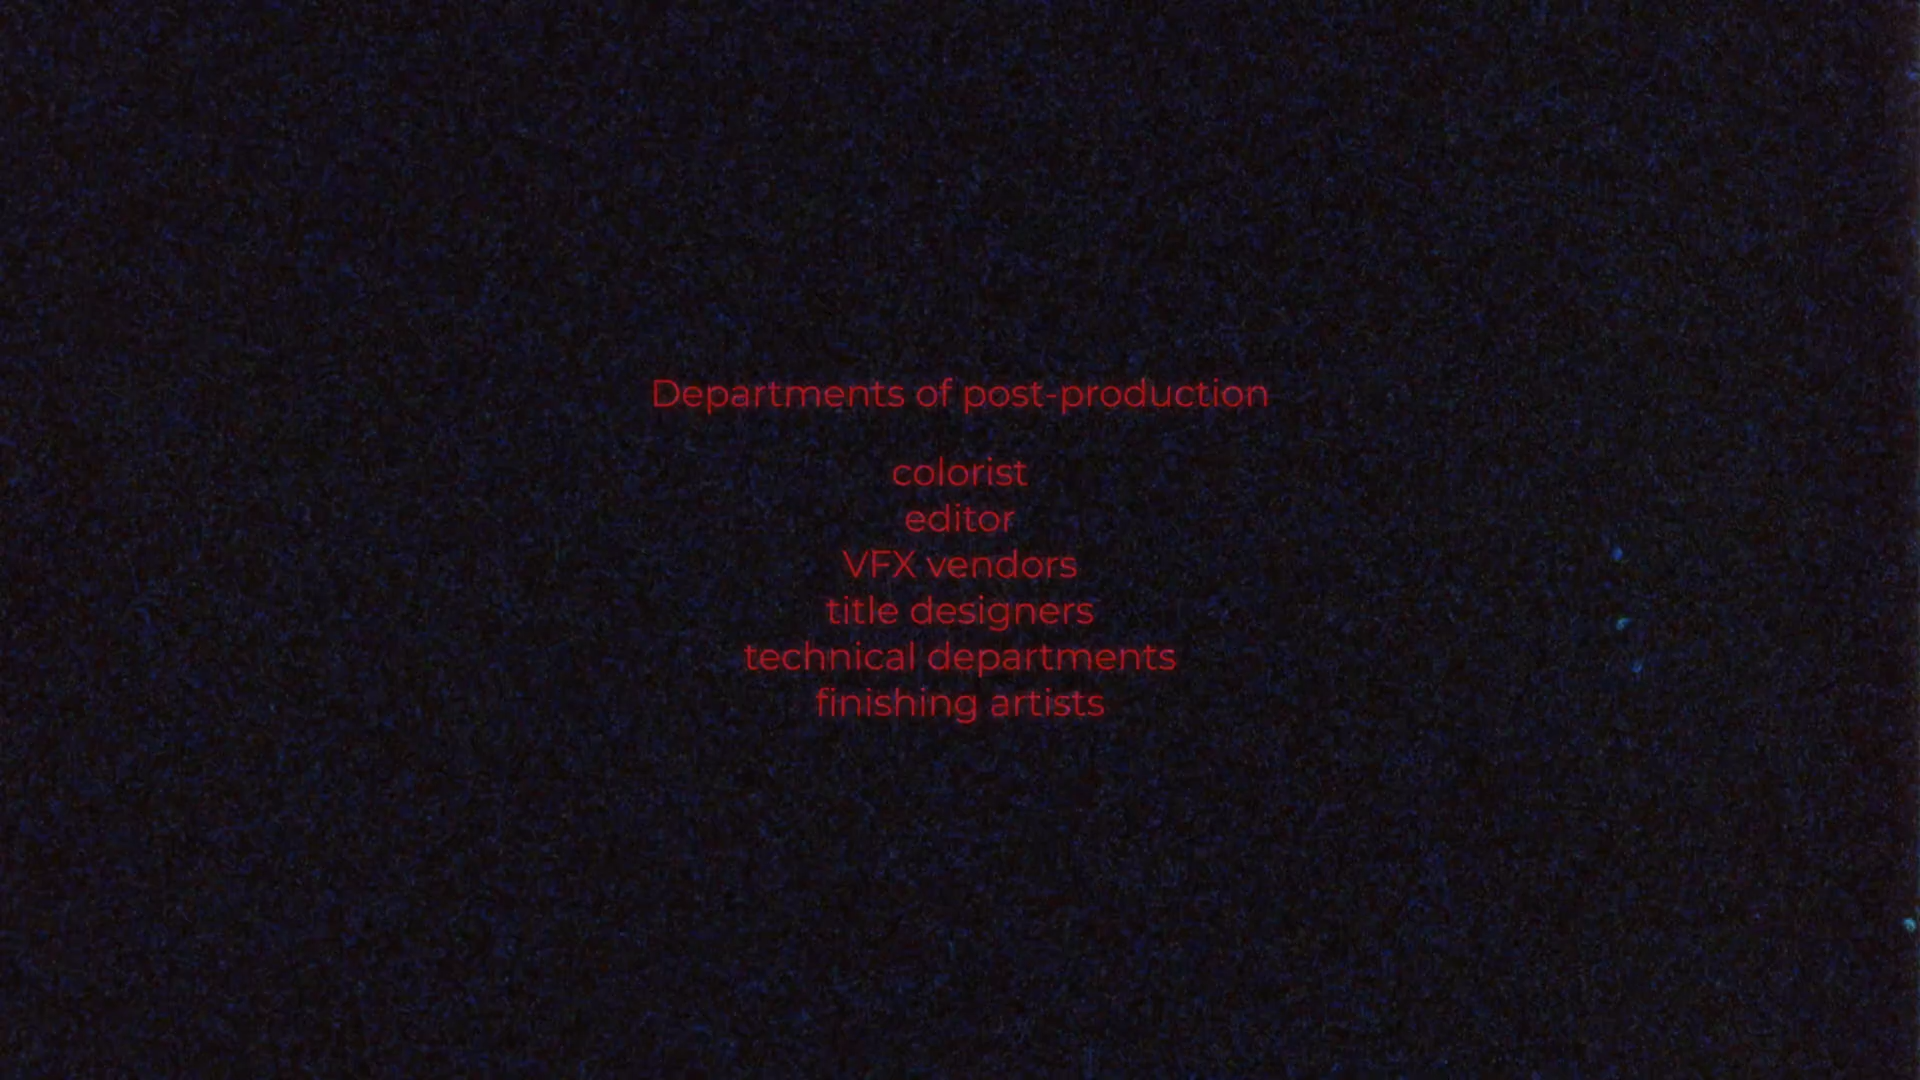 Departments of post-production
colorist
editor
VFX vendors
title designers
technical departments
finishing artists